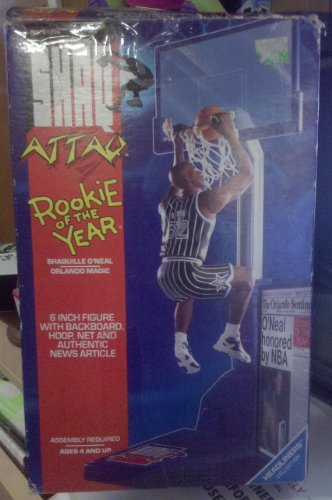 SHAQ
ATTAQ
ROOKIE
OF THE
YEAR
SHAQUILLE O'NEAL
ORLANDO MAGIC
6 INCH FIGURE
WITH BACKBOARD,
HOOP, NET AND
AUTHENTIC
NEWS ARTICLE
ASSEMBLY REQUIRED
AGES 4 AND UP
32
The Orlando Sentinel
O'Neal
honored
by NBA
HEADLINERS